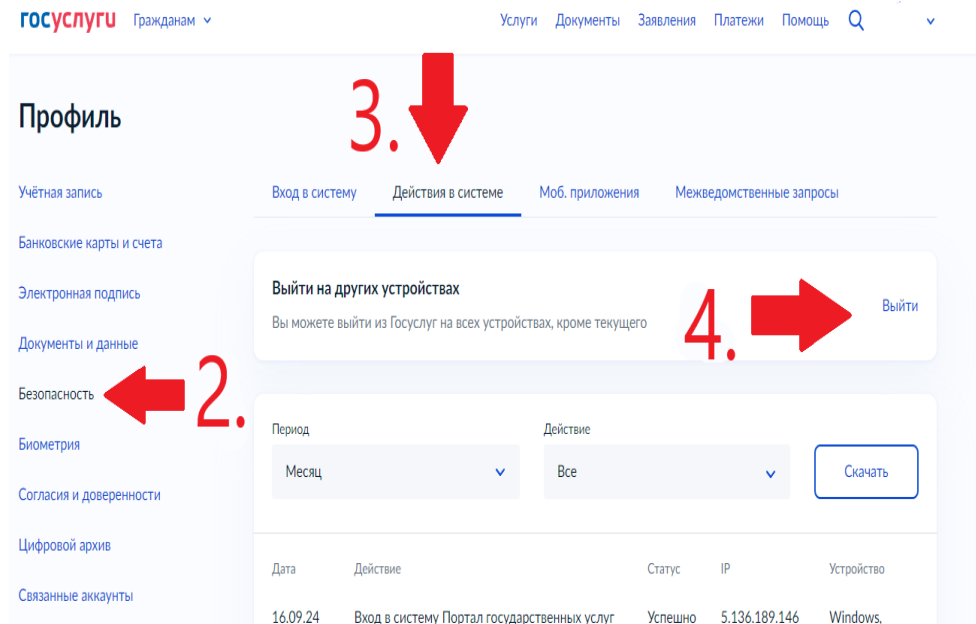 госуслуги Гражданам Услуги Документы Заявления Платежи Помощь
Профиль
3.
Учётная запись
Банковские карты и счета
Электронная подпись
Документы и данные
Безопасность
2.
Биометрия
Согласия и доверенности
Цифровой архив
Связанные аккаунты
Вход в систему Действия в системе Моб. приложения Межведомственные запросы
Выйти на других устройствах
Вы можете выйти из Госуслуг на всех устройствах, кроме текущего
4.
Выйти
Период Действие
Месяц Все Скачать
Дата Действие Статус IP Устройство
16.09.24 Вход в систему Портал государственных услуг Успешно 5.136.189.146 Windows,